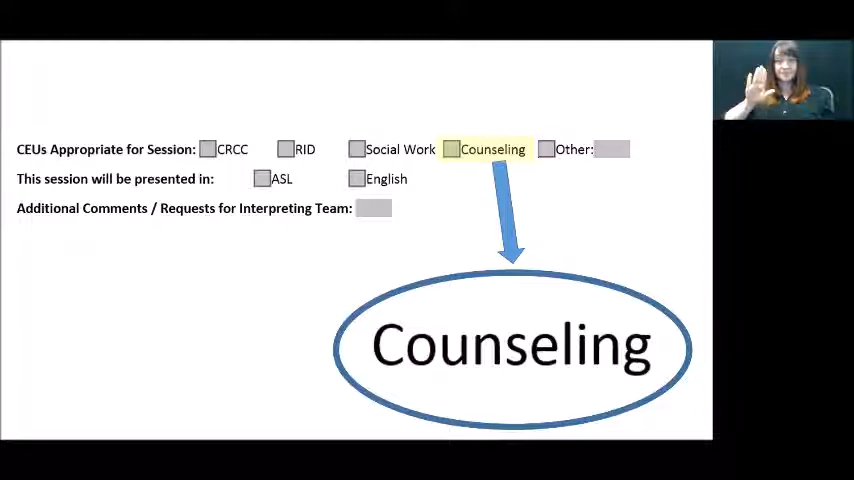 CEUs Appropriate for Session: CRCC RID Social Work Counseling Other:
This session will be presented in: ASL English
Additional Comments / Requests for Interpreting Team:
Counseling